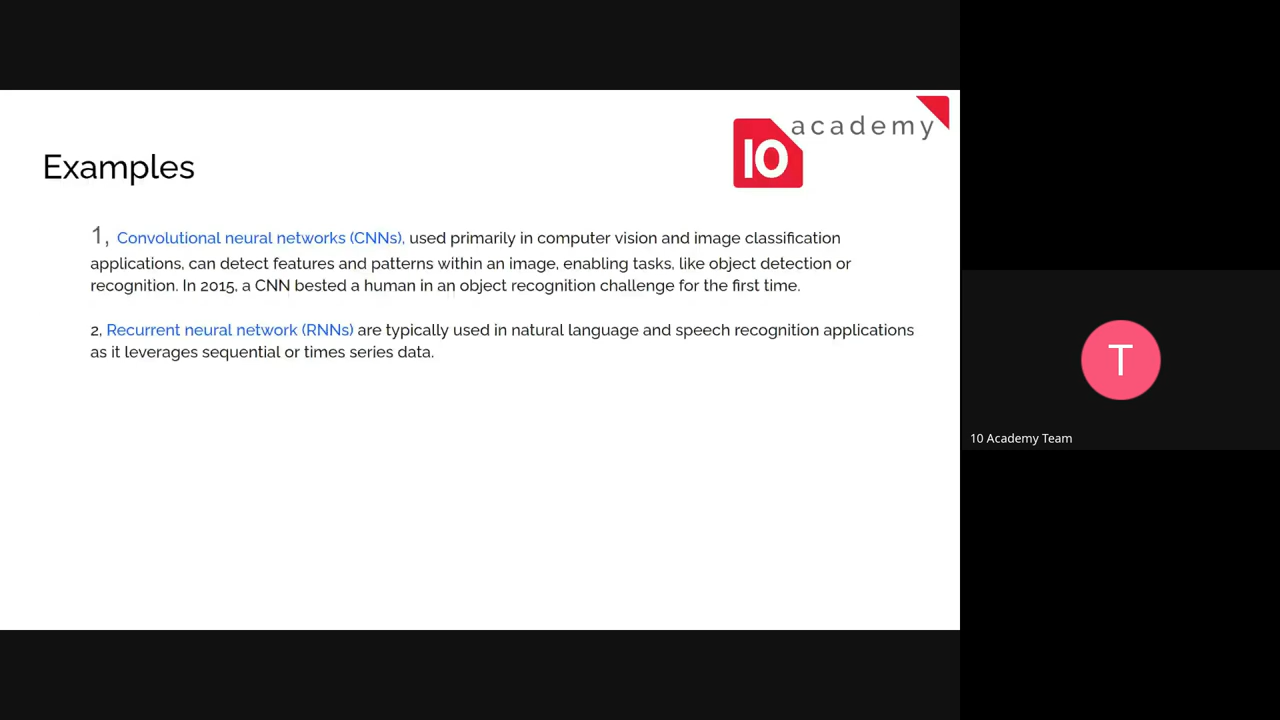 academy
10
Examples
1, Convolutional neural networks (CNNs), used primarily in computer vision and image classification
applications, can detect features and patterns within an image, enabling tasks, like object detection or
recognition. In 2015, a CNN bested a human in an object recognition challenge for the first time.
2, Recurrent neural network (RNNs) are typically used in natural language and speech recognition applications
as it leverages sequential or times series data.
T
10 Academy Team